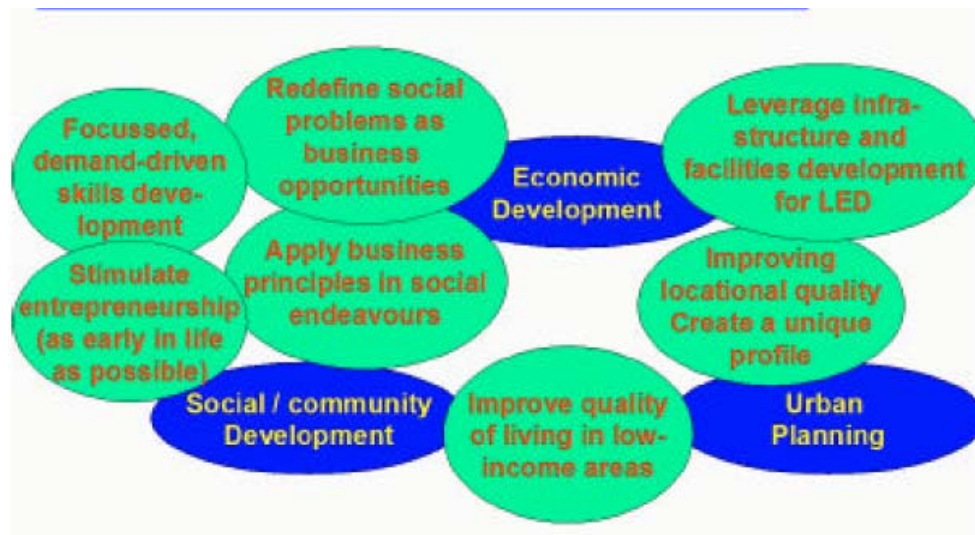 Redefine social
problems as
business
opportunities
Focussed,
demand-driven
skills deve-
lopment
Leverage infra-
structure and
facilities development
for LED
Economic
Development
Apply business
principles in social
endeavours
Stimulate
entrepreneurship
(as early in life
as possible)
Improving
locational quality
Create a unique
profile
Social / community
Development
Improve quality
of living in low-
income areas
Urban
Planning